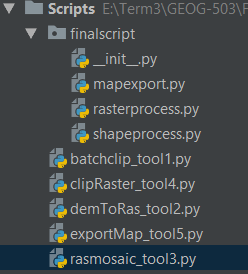 Scripts E:\Term3\GEOG-503\F
finalscript
__init__.py
mapexport.py
rasterprocess.py
shapeprocess.py
batchclip_tool1.py
clipRaster_tool4.py
demToRas_tool2.py
exportMap_tool5.py
rasmosaic_tool3.py